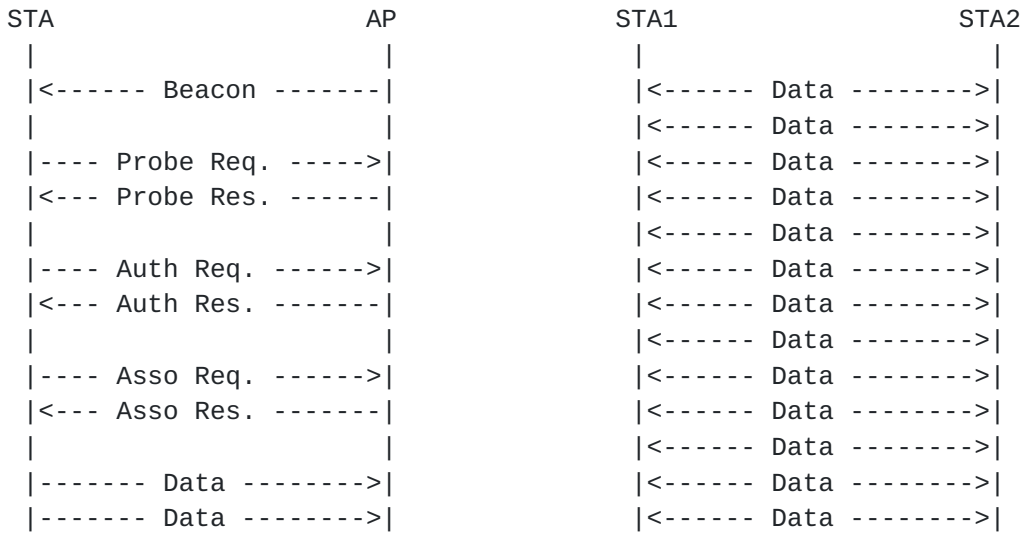 STA                    AP              STA1                STA2
 |                      |               |                      |
 |<------ Beacon -------|               |<------ Data -------->|
 |                      |               |<------ Data -------->|
 |---- Probe Req. ----->|               |<------ Data -------->|
 |<--- Probe Res. ------|               |<------ Data -------->|
 |                      |               |<------ Data -------->|
 |---- Auth Req. ------>|               |<------ Data -------->|
 |<--- Auth Res. -------|               |<------ Data -------->|
 |                      |               |<------ Data -------->|
 |---- Asso Req. ------>|               |<------ Data -------->|
 |<--- Asso Res. -------|               |<------ Data -------->|
 |                      |               |<------ Data -------->|
 |------- Data -------->|               |<------ Data -------->|
 |------- Data -------->|               |<------ Data -------->|